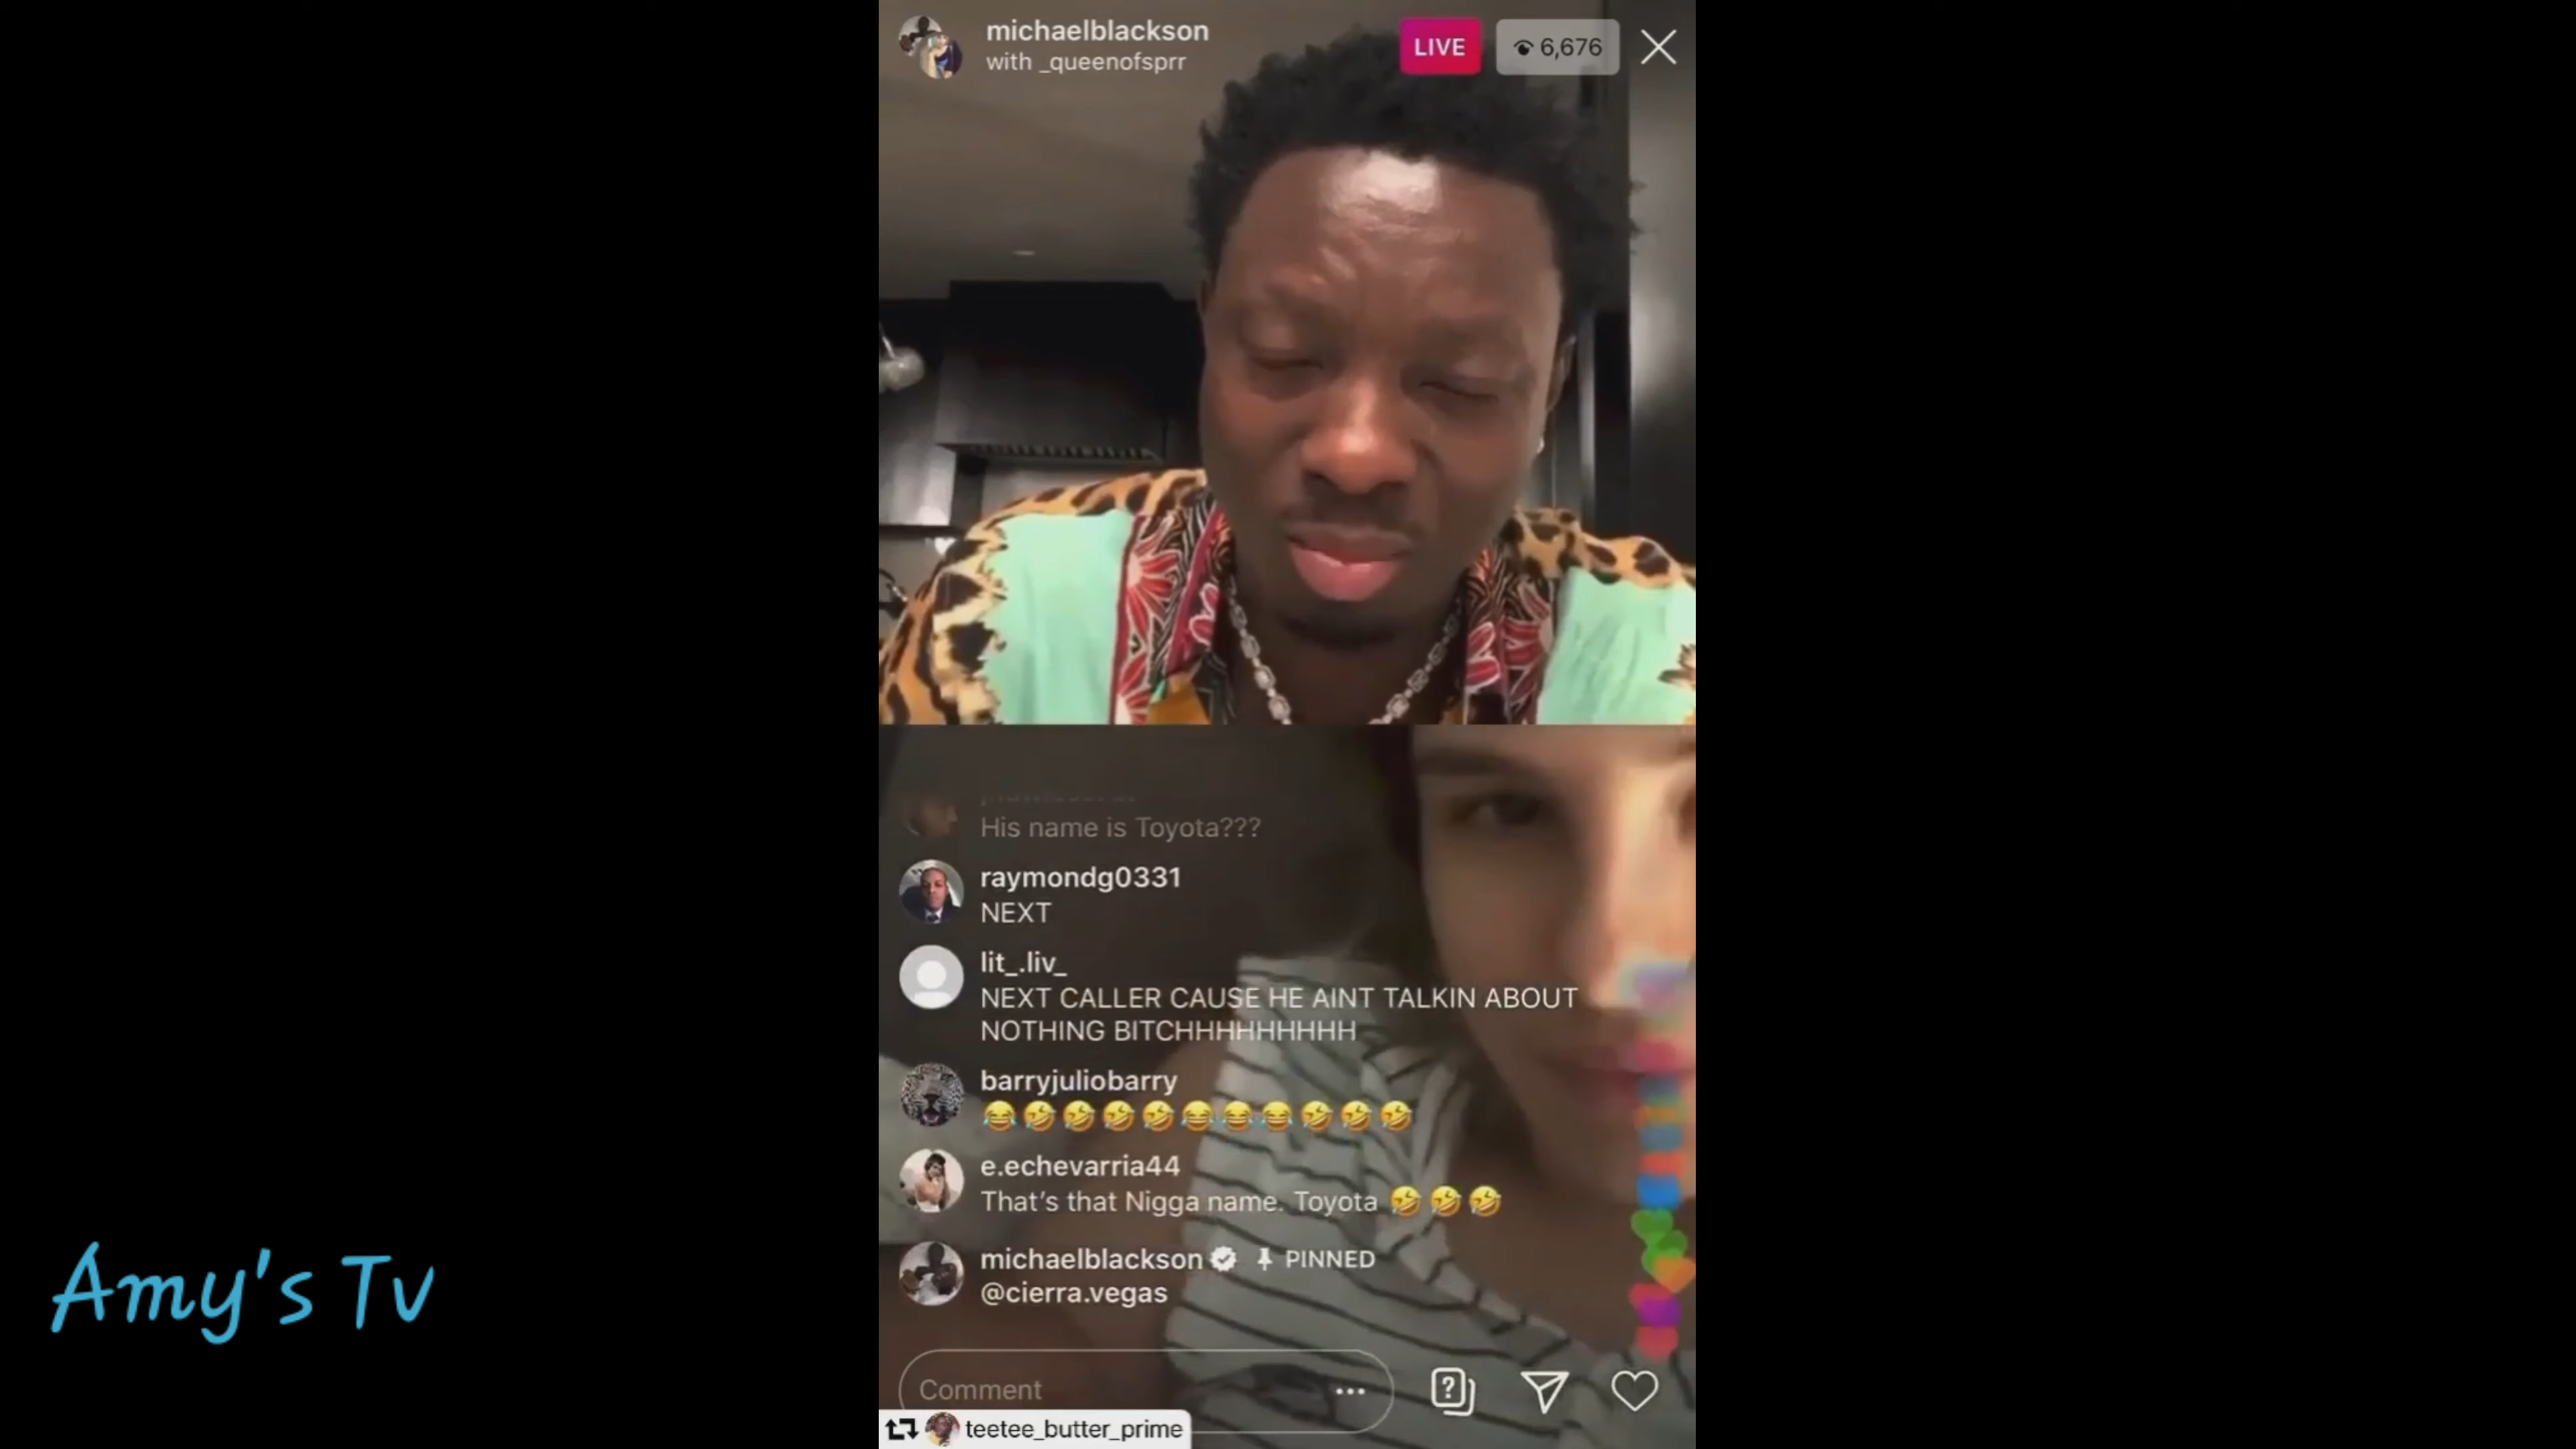 michaelblackson
with _queenofsprr
LIVE
6,676
His name is Toyota???
raymondg0331
NEXT
lit_.liv_
NEXT CALLER CAUSE HE AINT TALKIN ABOUT
NOTHING BITCHHHHHHHHH
barryjuliobarry
😂🤣🤣🤣🤣😂😂😂🤣🤣🤣
e.echevarria44
That's that Nigga name. Toyota 🤣🤣🤣
michaelblackson PINNED
@cierra.vegas
Comment
teetee_butter_prime
Amy's Tv